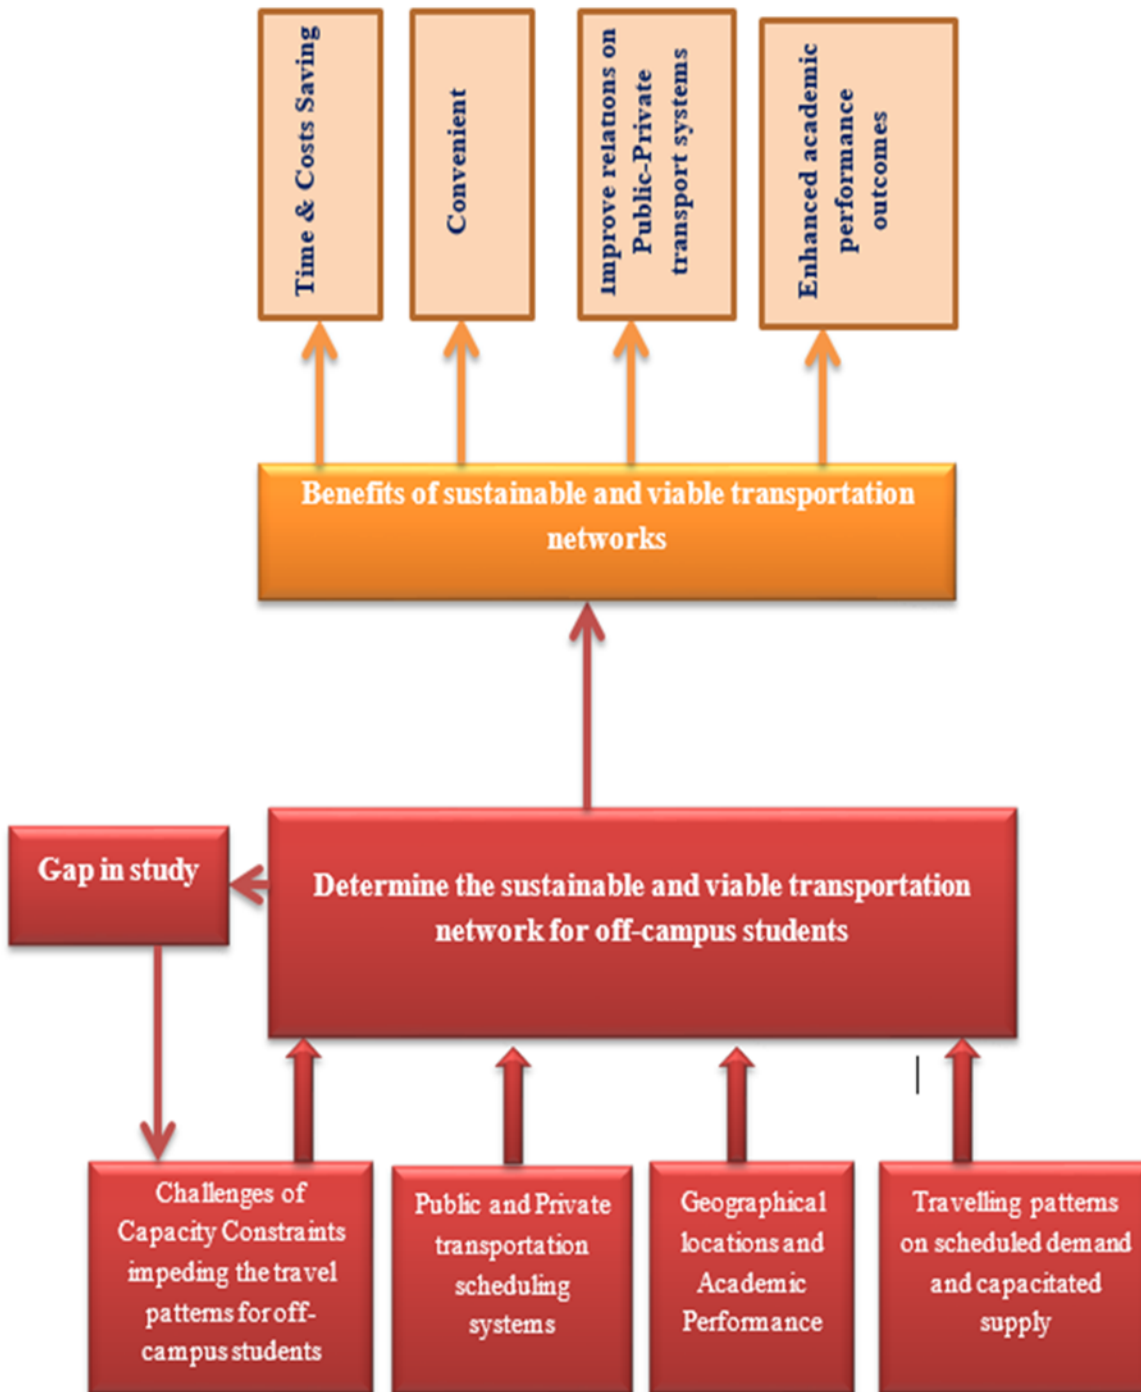 Time & Costs Saving
Convenient
Improve relations on
Public-Private
transport systems
Enhanced academic
performance
outcomes
Benefits of sustainable and viable transportation
networks
Gap in study
Determine the sustainable and viable transportation
network for off-campus students
Challenges of
Capacity Constraints
impeding the travel
patterns for off-
campus students
Public and Private
transportation
scheduling
systems
Geographical
locations and
Academic
Performance
Travelling patterns
on scheduled demand
and capacitated
supply